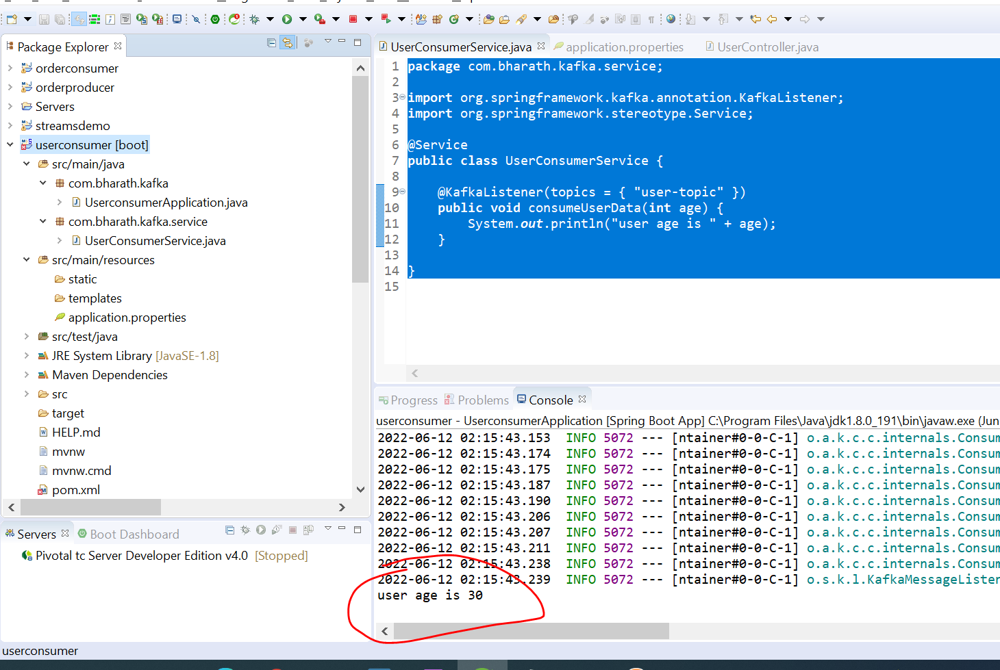 Package Explorer
orderconsumer
orderproducer
Servers
streamsdemo
userconsumer [boot]
src/main/java
com.bharath.kafka
UserconsumerApplication.java
com.bharath.kafka.service
UserConsumerService.java
src/main/resources
static
templates
application.properties
src/test/java
JRE System Library [JavaSE-1.8]
Maven Dependencies
src
target
HELP.md
mvnw
mvnw.cmd
pom.xml
Servers Boot Dashboard
Pivotal tc Server Developer Edition v4.0 [Stopped]
UserConsumerService.java application.properties UserController.java
1 package com.bharath.kafka.service;
2
3 import org.springframework.kafka.annotation.KafkaListener;
4 import org.springframework.stereotype.Service;
5
6 @Service
7 public class UserConsumerService {
8
9 @KafkaListener(topics = { "user-topic" })
10 public void consumeUserData(int age) {
11 System.out.println("user age is " + age);
12 }
13
14 }
15
Progress Problems Console
userconsumer - UserconsumerApplication [Spring Boot App] C:\Program Files\Java\jdk1.8.0_191\bin\javaw.exe (Jun
2022-06-12 02:15:43.153 INFO 5072 --- [ntainer#0-0-C-1] o.a.k.c.c.internals.Consum
2022-06-12 02:15:43.174 INFO 5072 --- [ntainer#0-0-C-1] o.a.k.c.c.internals.Consum
2022-06-12 02:15:43.175 INFO 5072 --- [ntainer#0-0-C-1] o.a.k.c.c.internals.Consum
2022-06-12 02:15:43.187 INFO 5072 --- [ntainer#0-0-C-1] o.a.k.c.c.internals.Consum
2022-06-12 02:15:43.190 INFO 5072 --- [ntainer#0-0-C-1] o.a.k.c.c.internals.Consum
2022-06-12 02:15:43.206 INFO 5072 --- [ntainer#0-0-C-1] o.a.k.c.c.internals.Consum
2022-06-12 02:15:43.207 INFO 5072 --- [ntainer#0-0-C-1] o.a.k.c.c.internals.Consum
2022-06-12 02:15:43.211 INFO 5072 --- [ntainer#0-0-C-1] o.a.k.c.c.internals.Consum
2022-06-12 02:15:43.238 INFO 5072 --- [ntainer#0-0-C-1] o.a.k.c.c.internals.Consum
2022-06-12 02:15:43.239 INFO 5072 --- [ntainer#0-0-C-1] o.s.k.l.KafkaMessageListen
user age is 30
userconsumer